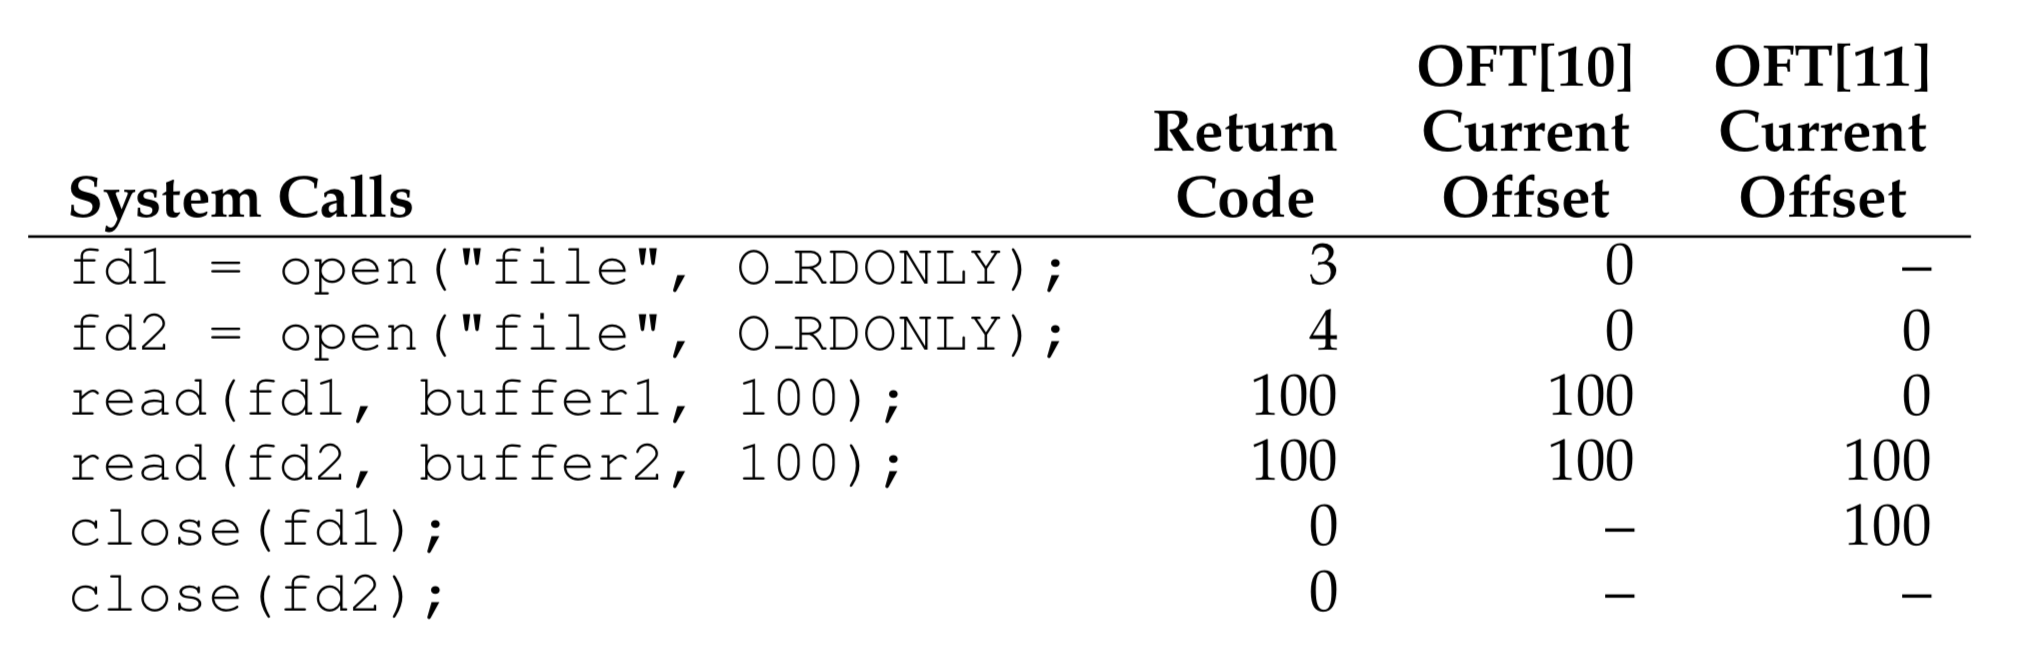 OFT[10] OFT[11]
Return Current Current
System Calls Code Offset Offset
fd1 = open("file", O_RDONLY); 3 0 –
fd2 = open("file", O_RDONLY); 4 0 0
read(fd1, buffer1, 100); 100 100 0
read(fd2, buffer2, 100); 100 100 100
close(fd1); 0 – 100
close(fd2); 0 – –